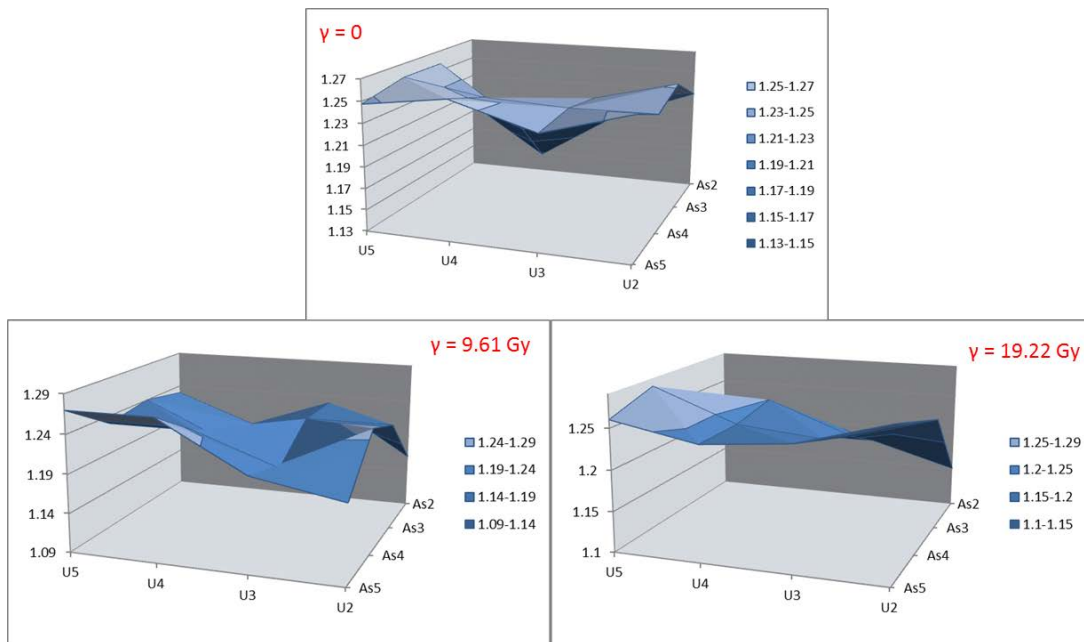 γ = 0
1.27
1.25
1.23
1.21
1.19
1.17
1.15
1.13
U5
U4
U3
U2
As5
As4
As3
As2
1.25-1.27
1.23-1.25
1.21-1.23
1.19-1.21
1.17-1.19
1.15-1.17
1.13-1.15
γ = 9.61 Gy
1.29
1.24
1.19
1.14
1.09
U5
U4
U3
U2
As5
As4
As3
As2
1.24-1.29
1.19-1.24
1.14-1.19
1.09-1.14
γ = 19.22 Gy
1.25
1.2
1.15
1.1
U5
U4
U3
U2
As5
As4
As3
As2
1.25-1.29
1.2-1.25
1.15-1.2
1.1-1.15